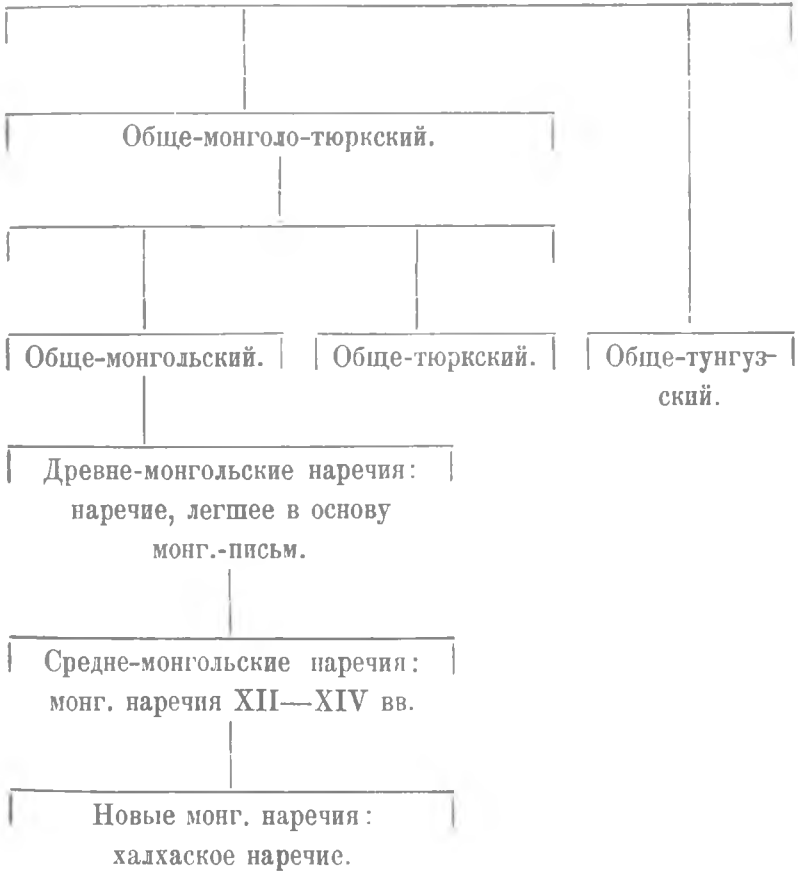 Обще-монголо-тюркский.
Обще-монгольский.
Обще-тюркский.
Обще-тунгуз-
ский.
Древне-монгольские наречия:
наречие, легшее в основу
монг.-письм.
Средне-монгольские наречия:
монг. наречия XII—XIV вв.
Новые монг. наречия:
халхаское наречие.